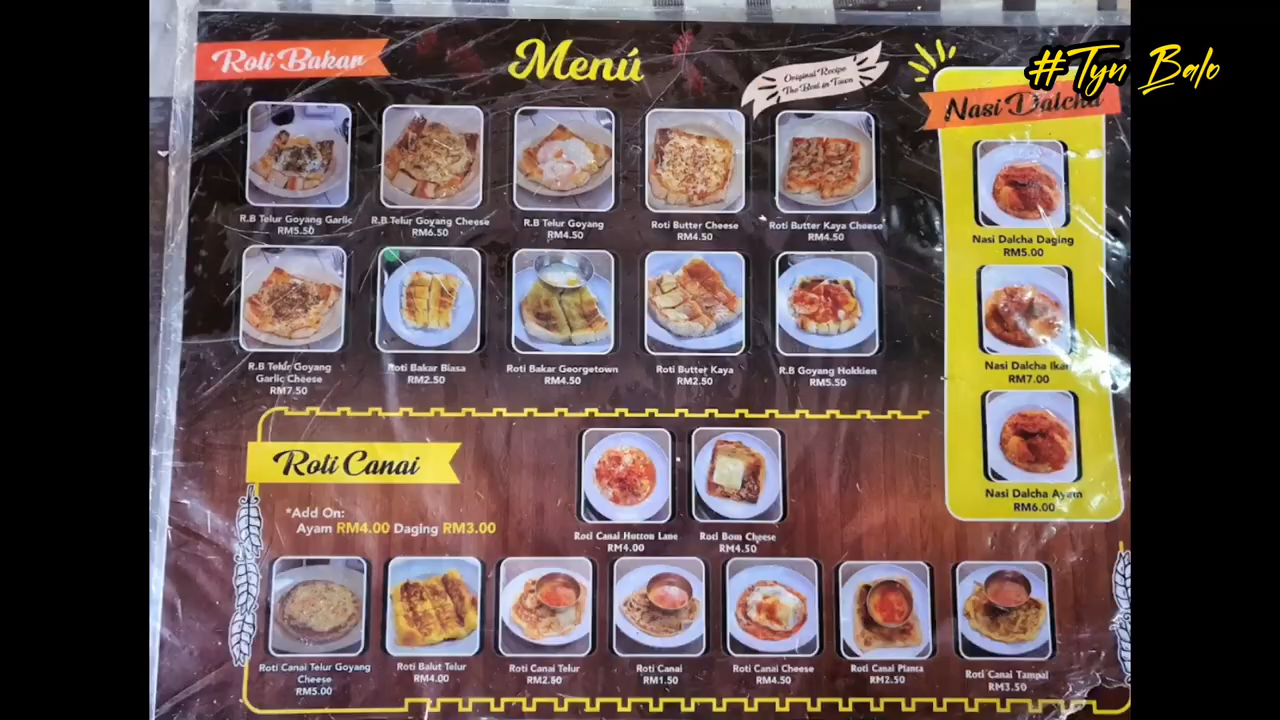 #Tyn Balo
Roti Bakar
Menú
Original Recipe
The Best in Town
Nasi Dalcha
R.B Telur Goyang Garlic
RM5.50
R.B Telur Goyang Cheese
RM6.50
R.B Telur Goyang
RM4.50
Roti Butter Cheese
RM4.50
Roti Butter Kaya Cheese
RM4.50
R.B Telur Goyang
Garlic Cheese
RM7.50
Roti Bakar Biasa
RM2.50
Roti Bakar Georgetown
RM4.50
Roti Butter Kaya
RM2.50
R.B Goyang Hokkien
RM5.50
Nasi Dalcha Daging
RM5.00
Nasi Dalcha Ikan
RM7.00
Nasi Dalcha Ayam
RM6.00
Roti Canai
*Add On:
Ayam RM4.00 Daging RM3.00
Roti Canai Hutton Lane
RM4.00
Roti Bom Cheese
RM4.50
Roti Canai Telur Goyang
Cheese
RM5.00
Roti Balut Telur
RM4.00
Roti Canai Telur
RM2.50
Roti Canai
RM1.50
Roti Canai Cheese
RM4.50
Roti Canai Planta
RM2.50
Roti Canai Tampal
RM3.50